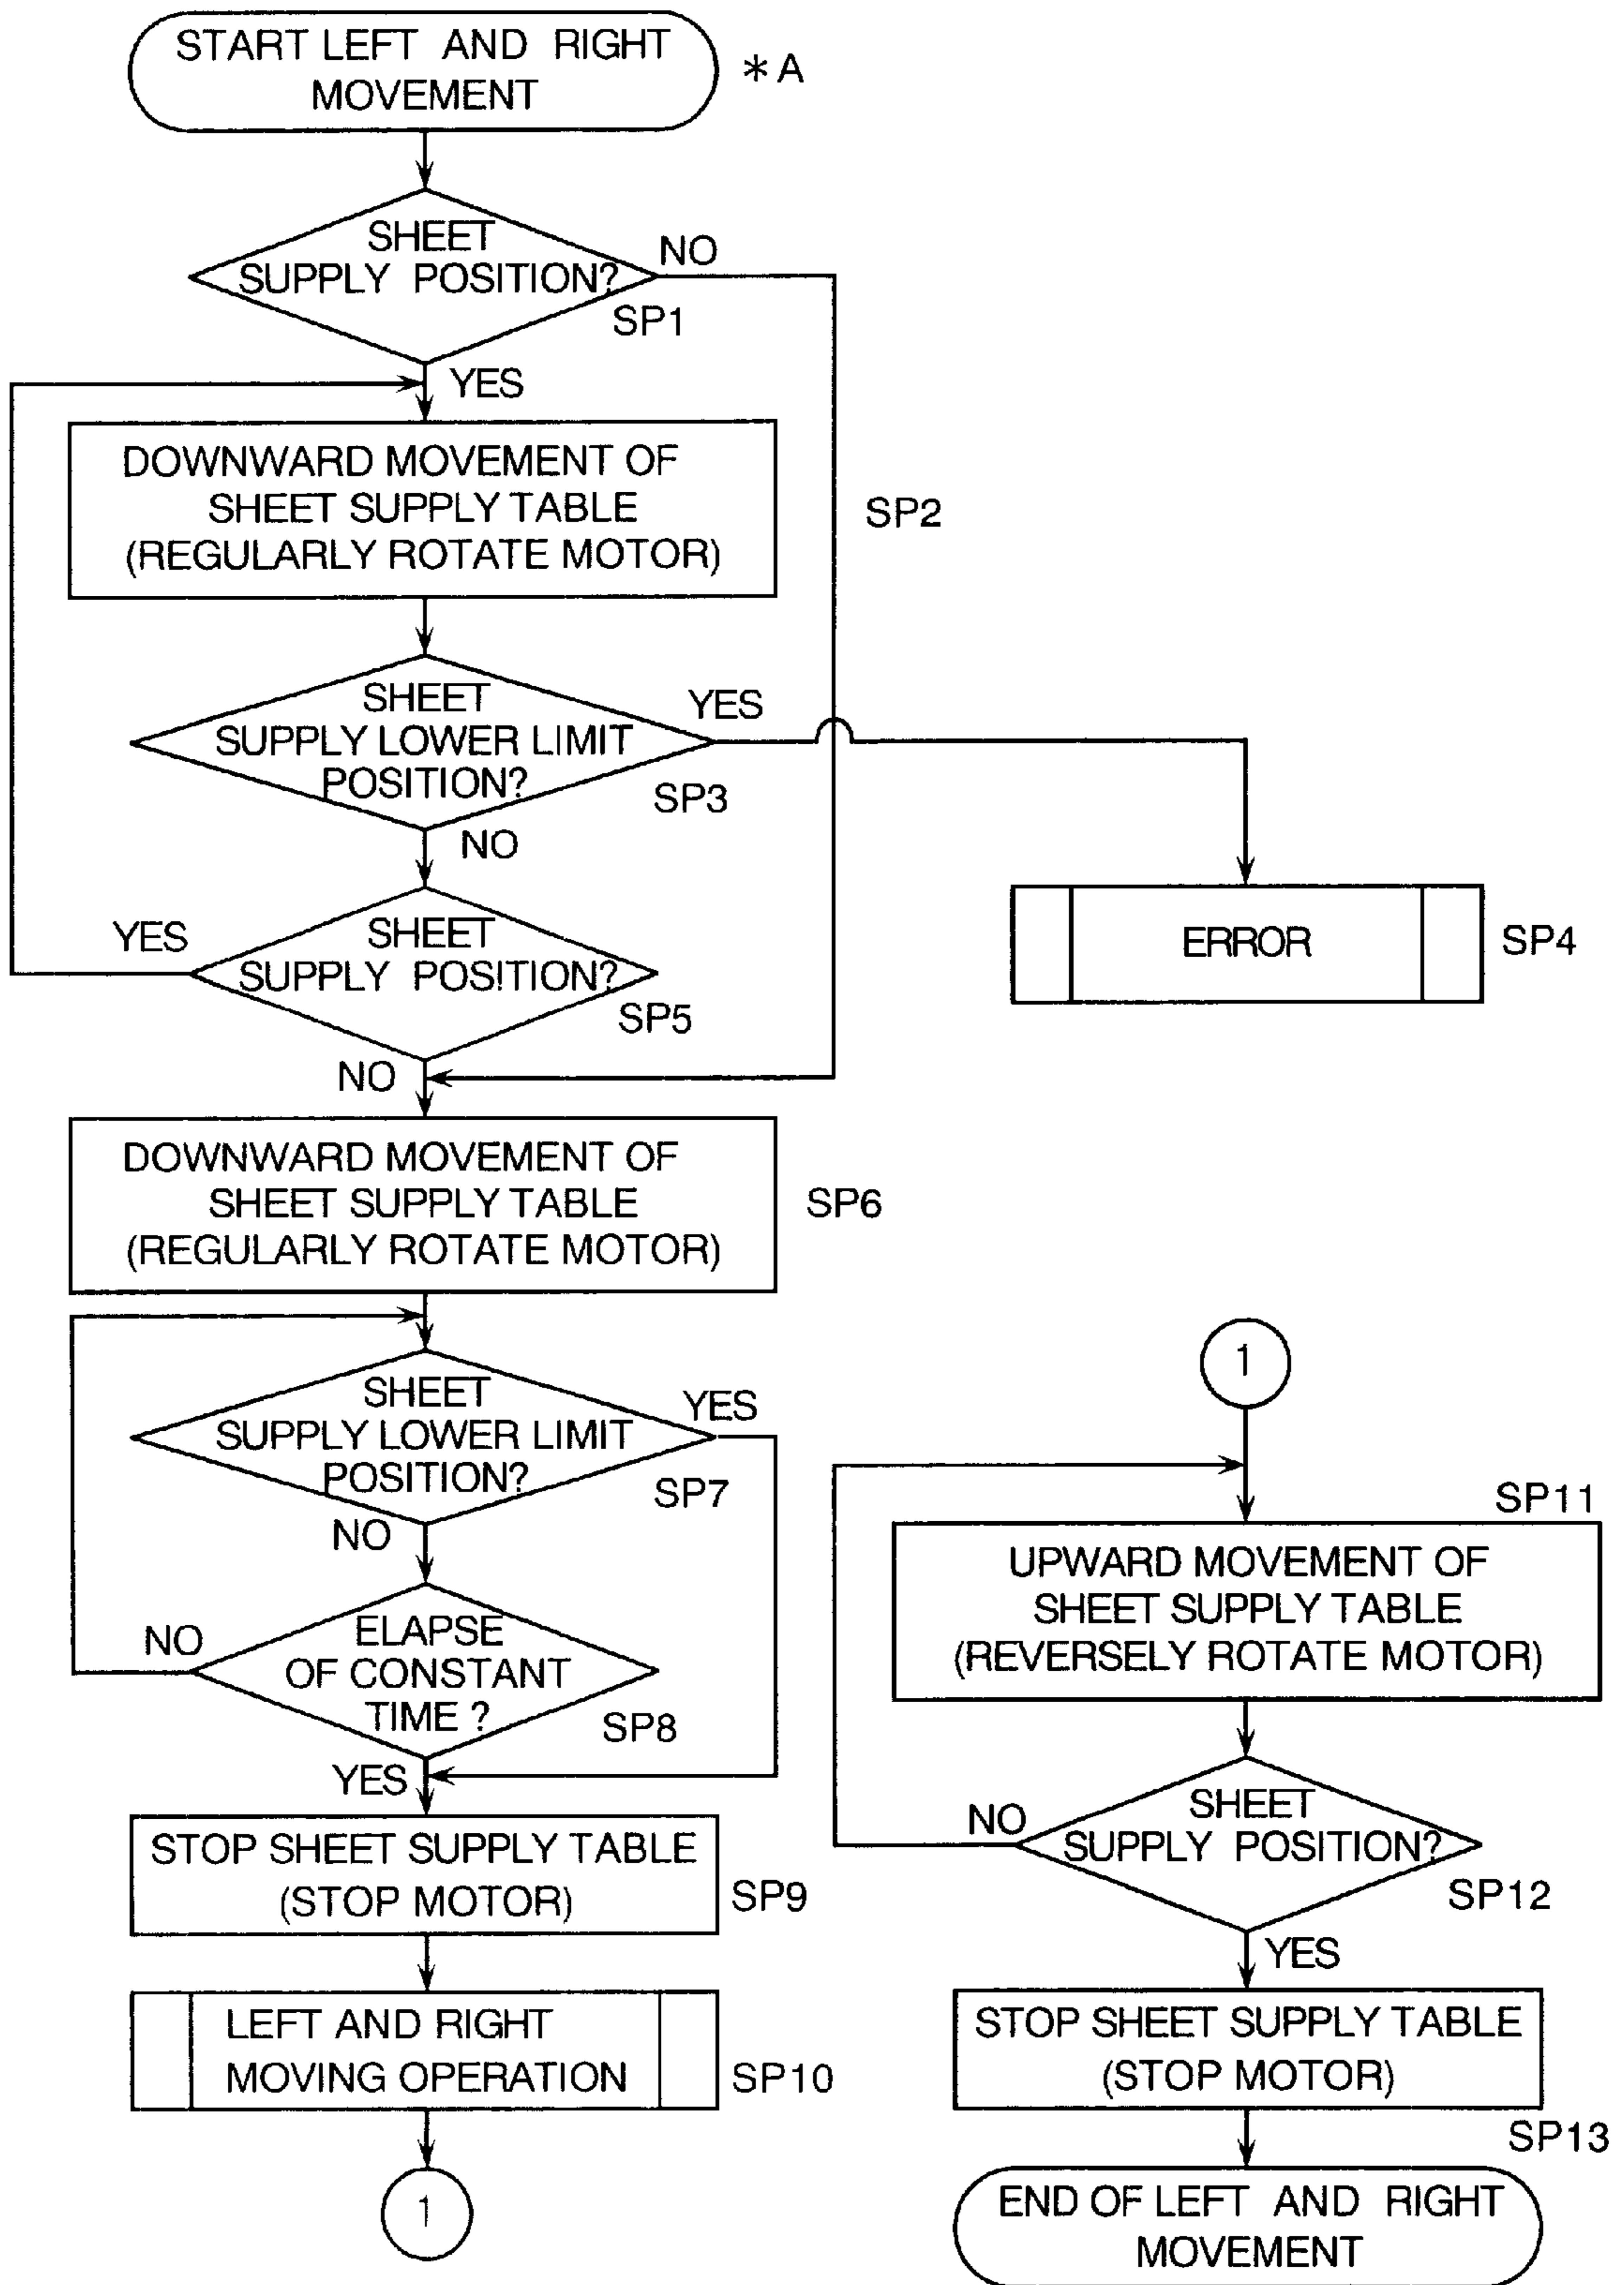 START LEFT AND RIGHT
MOVEMENT
*A
SHEET
SUPPLY POSITION?
NO
SP1
YES
DOWNWARD MOVEMENT OF
SHEET SUPPLY TABLE
(REGULARLY ROTATE MOTOR)
SP2
SHEET
SUPPLY LOWER LIMIT
POSITION?
YES
SP3
NO
ERROR
SP4
SHEET
SUPPLY POSITION?
YES
SP5
NO
DOWNWARD MOVEMENT OF
SHEET SUPPLY TABLE
(REGULARLY ROTATE MOTOR)
SP6
SHEET
SUPPLY LOWER LIMIT
POSITION?
YES
SP7
NO
ELAPSE
OF CONSTANT
TIME ?
NO
SP8
YES
STOP SHEET SUPPLY TABLE
(STOP MOTOR)
SP9
LEFT AND RIGHT
MOVING OPERATION
SP10
1
1
SP11
UPWARD MOVEMENT OF
SHEET SUPPLY TABLE
(REVERSELY ROTATE MOTOR)
SHEET
SUPPLY POSITION?
NO
SP12
YES
STOP SHEET SUPPLY TABLE
(STOP MOTOR)
SP13
END OF LEFT AND RIGHT
MOVEMENT